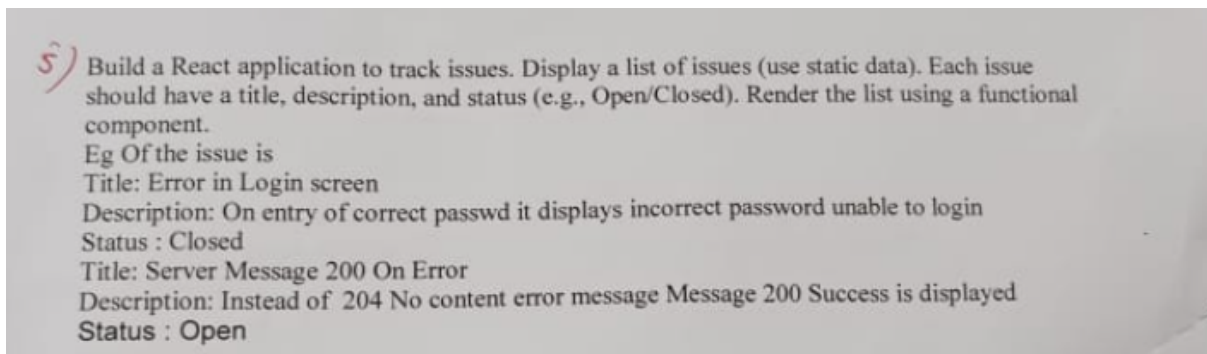 5) Build a React application to track issues. Display a list of issues (use static data). Each issue
should have a title, description, and status (e.g., Open/Closed). Render the list using a functional
component.
Eg Of the issue is
Title: Error in Login screen
Description: On entry of correct passwd it displays incorrect password unable to login
Status : Closed
Title: Server Message 200 On Error
Description: Instead of 204 No content error message Message 200 Success is displayed
Status : Open